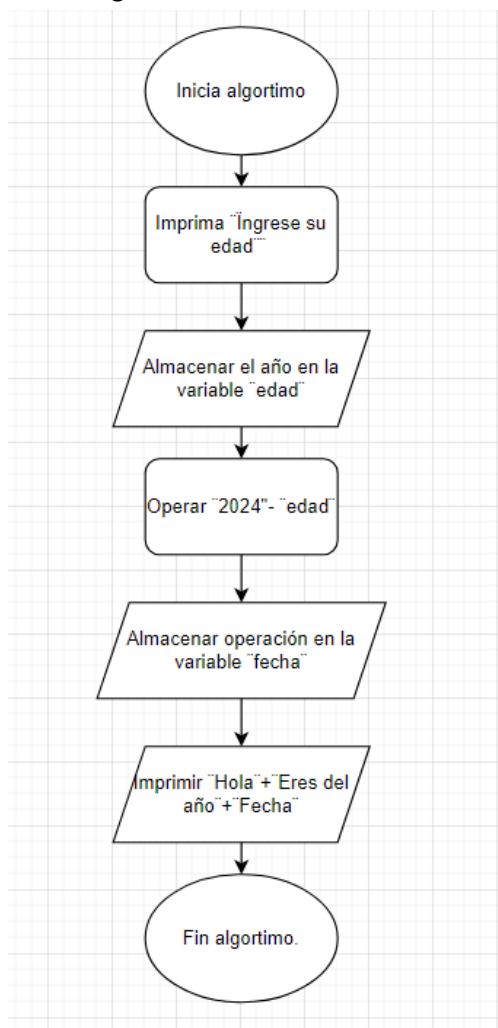 Inicia algortimo
Imprima ¨Ïngrese su
edad¨¨
Almacenar el año en la
variable ¨edad¨
Operar ¨2024"- ¨edad¨
Almacenar operación en la
variable ¨fecha¨
Imprimir ¨Hola¨+¨Eres del
año¨+¨Fecha¨
Fin algortimo.